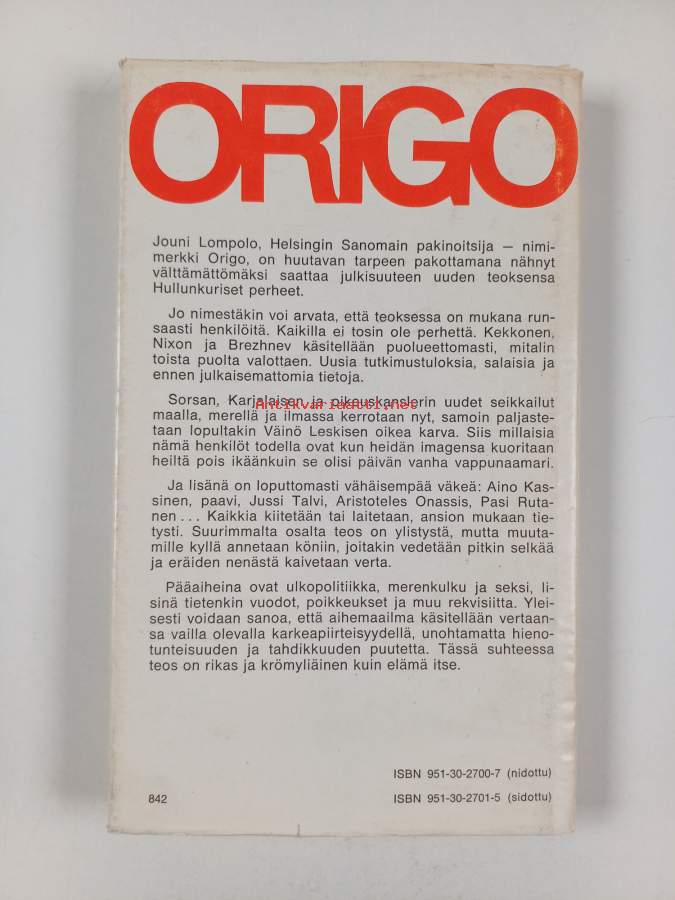 ORIGO
Jouni Lompolo, Helsingin Sanomain pakinoitsija — nimi-
merkki Origo, on huutavan tarpeen pakottamana nähnyt
välttämättömäksi saattaa julkisuuteen uuden teoksensa
Hullunkuriset perheet.
Jo nimestäkin voi arvata, että teoksessa on mukana run-
saasti henkilöitä. Kaikilla ei tosin ole perhettä. Kekkonen,
Nixon ja Brezhnev käsitellään puolueettomasti, mitalin
toista puolta valottaen. Uusia tutkimustuloksia, salaisia ja
ennen julkaisemattomia tietoja.
Sorsan, Karjalaisen ja oikeuskanslerin uudet seikkailut
Antikvariaatti.net
maalla, merellä ja ilmassa kerrotaan nyt, samoin paljaste-
taan lopultakin Väinö Leskisen oikea karva. Siis millaisia
nämä henkilöt todella ovat kun heidän imagensa kuoritaan
heiltä pois ikäänkuin se olisi päivän vanha vappunaamari.
Ja lisänä on loputtomasti vähäisempää väkeä: Aino Kas-
sinen, paavi, Jussi Talvi, Aristoteles Onassis, Pasi Ruta-
nen... Kaikkia kiitetään tai laitetaan, ansion mukaan tie-
tysti. Suurimmalta osalta teos on ylistystä, mutta muuta-
mille kyllä annetaan köniin, joitakin vedetään pitkin selkää
ja eräiden nenästä kaivetaan verta.
Pääaiheina ovat ulkopolitiikka, merenkulku ja seksi, li-
sinä tietenkin vuodot, poikkeukset ja muu rekvisiitta. Ylei-
sesti voidaan sanoa, että aihemaailma käsitellään vertaan-
sa vailla olevalla karkeapiirteisyydellä, unohtamatta hieno-
tunteisuuden ja tahdikkuuden puutetta. Tässä suhteessa
teos on rikas ja krömyliäinen kuin elämä itse.
ISBN 951-30-2700-7 (nidottu)
842
ISBN 951-30-2701-5 (sidottu)